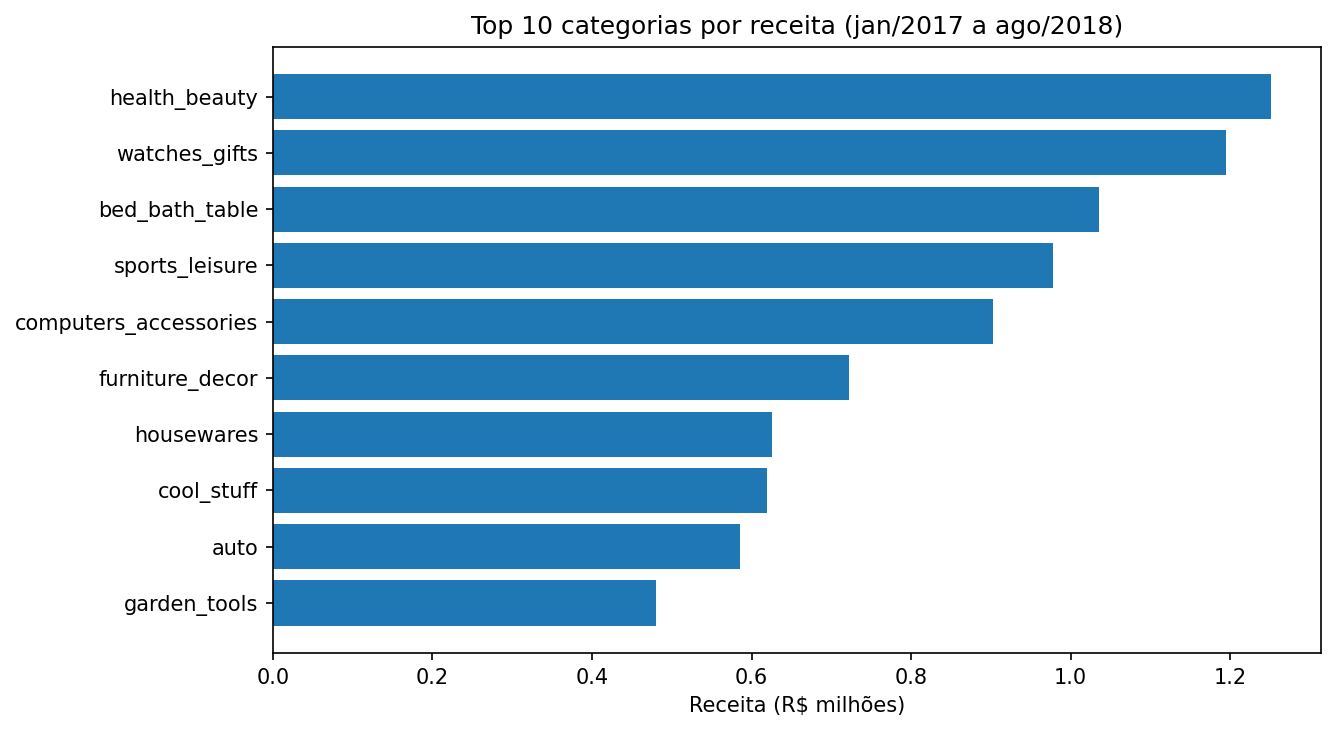 Top 10 categorias por receita (jan/2017 a ago/2018)
health_beauty
watches_gifts
bed_bath_table
sports_leisure
computers_accessories
furniture_decor
housewares
cool_stuff
auto
garden_tools
0.0 0.2 0.4 0.6 0.8 1.0 1.2
Receita (R$ milhões)